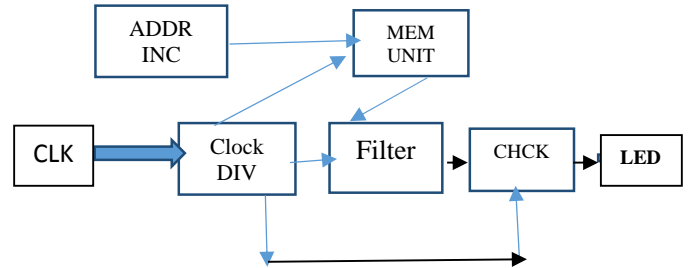 ADDR
INC
MEM
UNIT
CLK
Clock
DIV
Filter
CHCK
LED